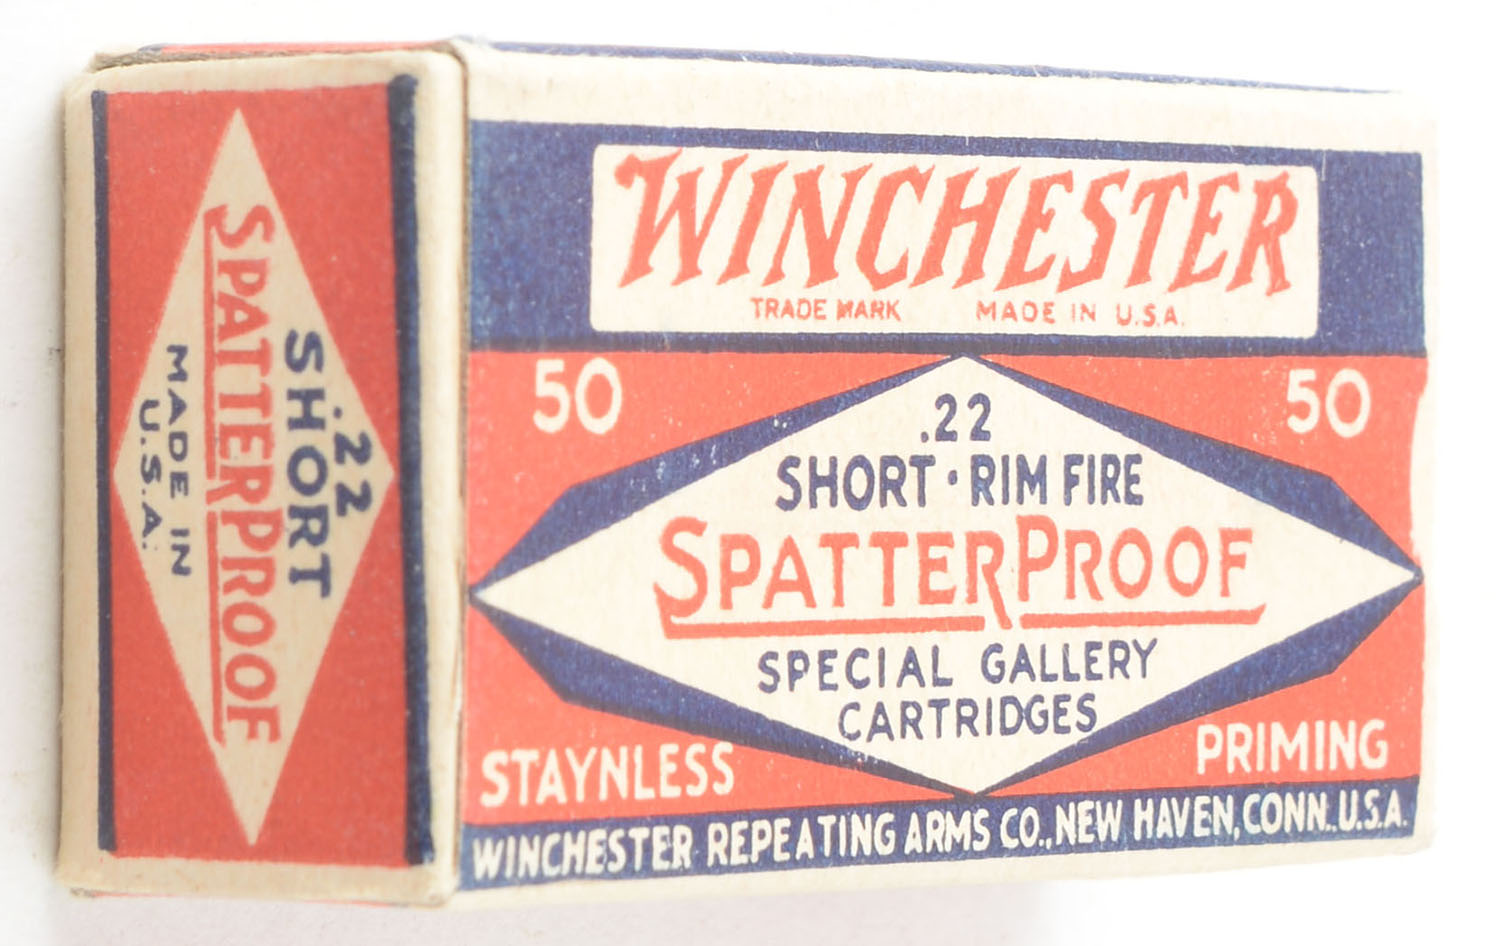 WINCHESTER
TRADE MARK MADE IN U.S.A.
50 50
.22
SHORT · RIM FIRE
SPATTERPROOF
SPECIAL GALLERY
CARTRIDGES
STAYNLESS PRIMING
WINCHESTER REPEATING ARMS CO., NEW HAVEN, CONN., U.S.A.
.22
SHORT
SPATTERPROOF
MADE IN
U.S.A.